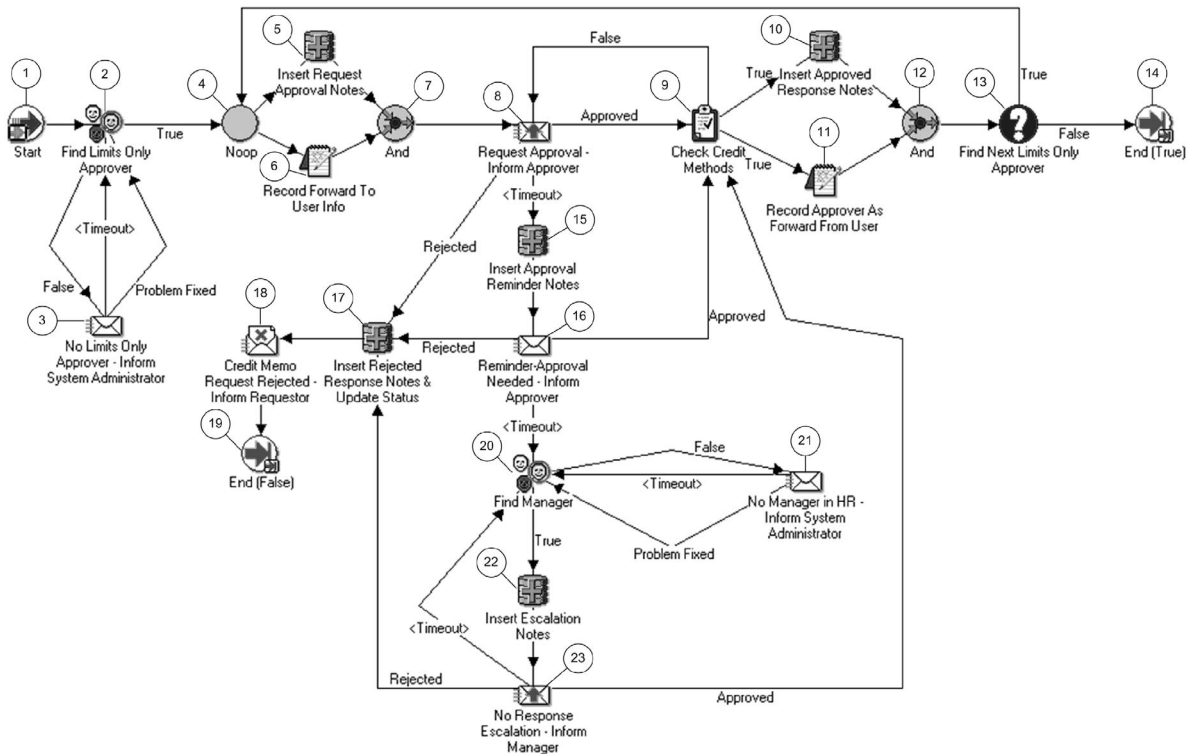 1
Start
2
Find Limits Only
Approver
True
False
<Timeout>
Problem Fixed
3
No Limits Only
Approver - Inform
System Administrator
4
Noop
5
Insert Request
Approval Notes
6
Record Forward To
User Info
7
And
8
Request Approval -
Inform Approver
False
Approved
<Timeout>
Rejected
9
Check Credit
Methods
True
True
10
Insert Approved
Response Notes
11
Record Approver As
Forward From User
12
And
13
Find Next Limits Only
Approver
True
False
14
End (True)
15
Insert Approval
Reminder Notes
16
Reminder-Approval
Needed - Inform
Approver
Approved
Rejected
<Timeout>
17
Insert Rejected
Response Notes &
Update Status
18
Credit Memo
Request Rejected -
Inform Requestor
19
End (False)
20
Find Manager
False
<Timeout>
Problem Fixed
True
21
No Manager in HR -
Inform System
Administrator
22
Insert Escalation
Notes
<Timeout>
23
Rejected
Approved
No Response
Escalation - Inform
Manager